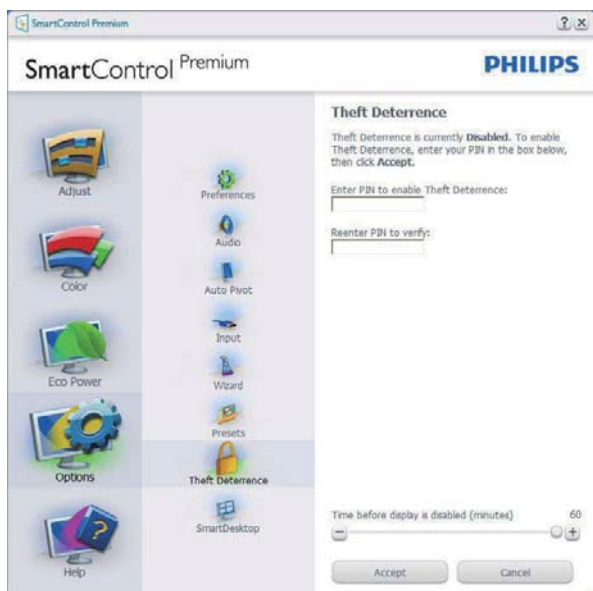 SmartControl Premium
SmartControl Premium
PHILIPS
Adjust
Color
Eco Power
Options
Help
Preferences
Audio
Auto Pivot
Input
Wizard
Presets
Theft Deterrence
SmartDesktop
Theft Deterrence
Theft Deterrence is currently Disabled. To enable
Theft Deterrence, enter your PIN in the box below,
then click Accept.
Enter PIN to enable Theft Deterrence:
Reenter PIN to verify:
Time before display is disabled (minutes) 60
Accept
Cancel